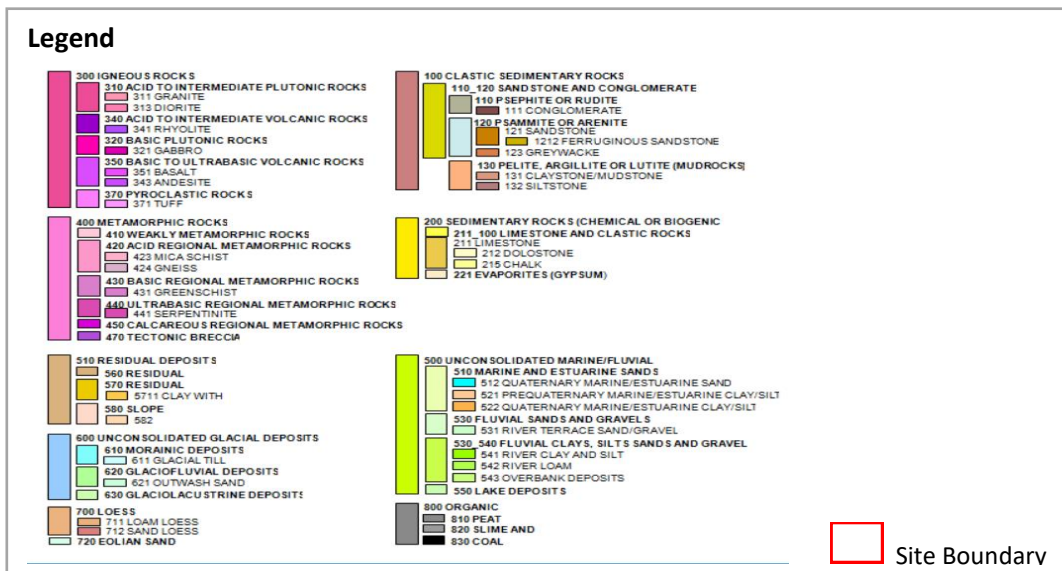 Legend
300 IGNEOUS ROCKS
310 ACID TO INTERMEDIATE PLUTONIC ROCKS
311 GRANITE
313 DIORITE
340 ACID TO INTERMEDIATE VOLCANIC ROCKS
341 RHYOLITE
320 BASIC PLUTONIC ROCKS
321 GABBRO
350 BASIC TO ULTRABASIC VOLCANIC ROCKS
351 BASALT
343 ANDESITE
370 PYROCLASTIC ROCKS
371 TUFF
400 METAMORPHIC ROCKS
410 WEAKLY METAMORPHIC ROCKS
420 ACID REGIONAL METAMORPHIC ROCKS
423 MICA SCHIST
424 GNEISS
430 BASIC REGIONAL METAMORPHIC ROCKS
431 GREENSCHIST
440 ULTRABASIC REGIONAL METAMORPHIC ROCKS
441 SERPENTINITE
450 CALCAREOUS REGIONAL METAMORPHIC ROCKS
470 TECTONIC BRECCIA
510 RESIDUAL DEPOSITS
560 RESIDUAL
570 RESIDUAL
5711 CLAY WITH
580 SLOPE
582
600 UNCONSOLIDATED GLACIAL DEPOSITS
610 MORAINIC DEPOSITS
611 GLACIAL TILL
620 GLACIOFLUVIAL DEPOSITS
621 OUTWASH SAND
630 GLACIOLACUSTRINE DEPOSITS
700 LOESS
711 LOAM LOESS
712 SAND LOESS
720 EOLIAN SAND
100 CLASTIC SEDIMENTARY ROCKS
110_120 SANDSTONE AND CONGLOMERATE
110 PSEPHITE OR RUDITE
111 CONGLOMERATE
120 PSAMMITE OR ARENITE
121 SANDSTONE
1212 FERRUGINOUS SANDSTONE
123 GREYWACKE
130 PELITE, ARGILLITE OR LUTITE (MUDROCKS)
131 CLAYSTONE/MUDSTONE
132 SILTSTONE
200 SEDIMENTARY ROCKS (CHEMICAL OR BIOGENIC
211_100 LIMESTONE AND CLASTIC ROCKS
211 LIMESTONE
212 DOLOSTONE
215 CHALK
221 EVAPORITES (GYPSUM)
500 UNCONSOLIDATED MARINE/FLUVIAL
510 MARINE AND ESTUARINE SANDS
512 QUATERNARY MARINE/ESTUARINE SAND
521 PREQUATERNARY MARINE/ESTUARINE CLAY/SILT
522 QUATERNARY MARINE/ESTUARINE CLAY/SILT
530 FLUVIAL SANDS AND GRAVELS
531 RIVER TERRACE SAND/GRAVEL
530_540 FLUVIAL CLAYS, SILTS SANDS AND GRAVEL
541 RIVER CLAY AND SILT
542 RIVER LOAM
543 OVERBANK DEPOSITS
550 LAKE DEPOSITS
800 ORGANIC
810 PEAT
820 SLIME AND
830 COAL
Site Boundary